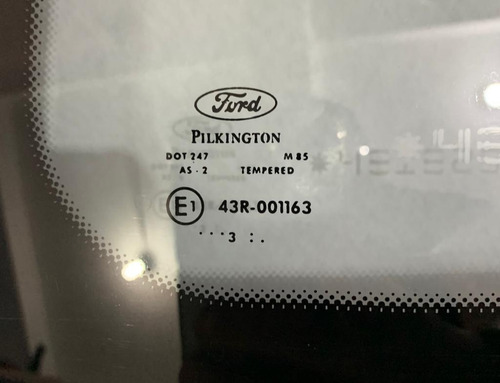 Ford
PILKINGTON
DOT 247 M 85
AS - 2 TEMPERED
E1 43R-001163
...3 :.